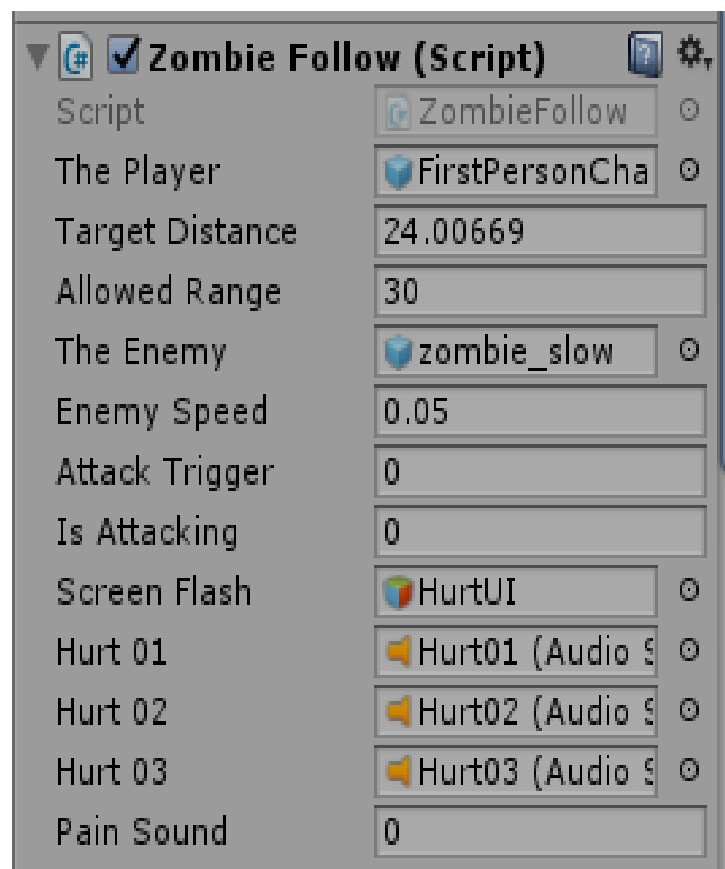 Zombie Follow (Script)
Script ZombieFollow
The Player FirstPersonCha
Target Distance 24.00669
Allowed Range 30
The Enemy zombie_slow
Enemy Speed 0.05
Attack Trigger 0
Is Attacking 0
Screen Flash HurtUI
Hurt 01 Hurt01 (Audio S
Hurt 02 Hurt02 (Audio S
Hurt 03 Hurt03 (Audio S
Pain Sound 0